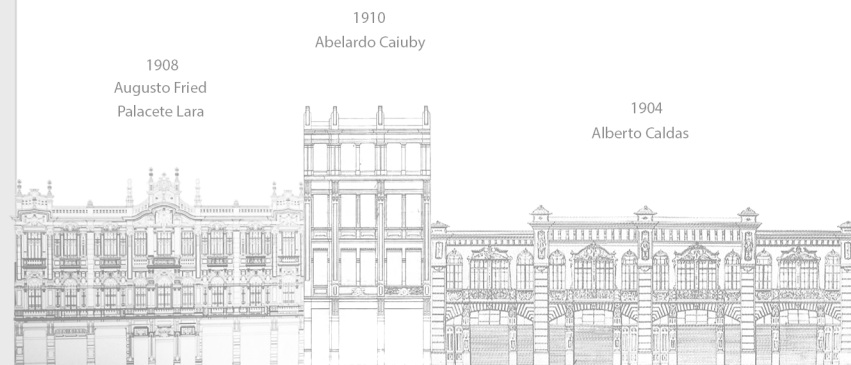 1908
Augusto Fried
Palacete Lara
1910
Abelardo Caiuby
1904
Alberto Caldas